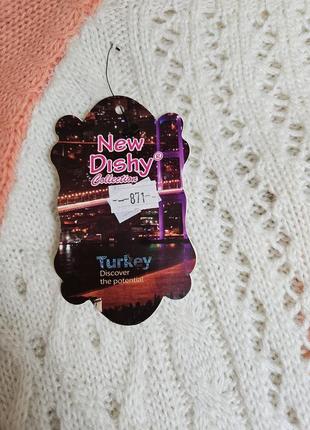 New
Dishy®
Collection
871
Turkey
Discover
the potential